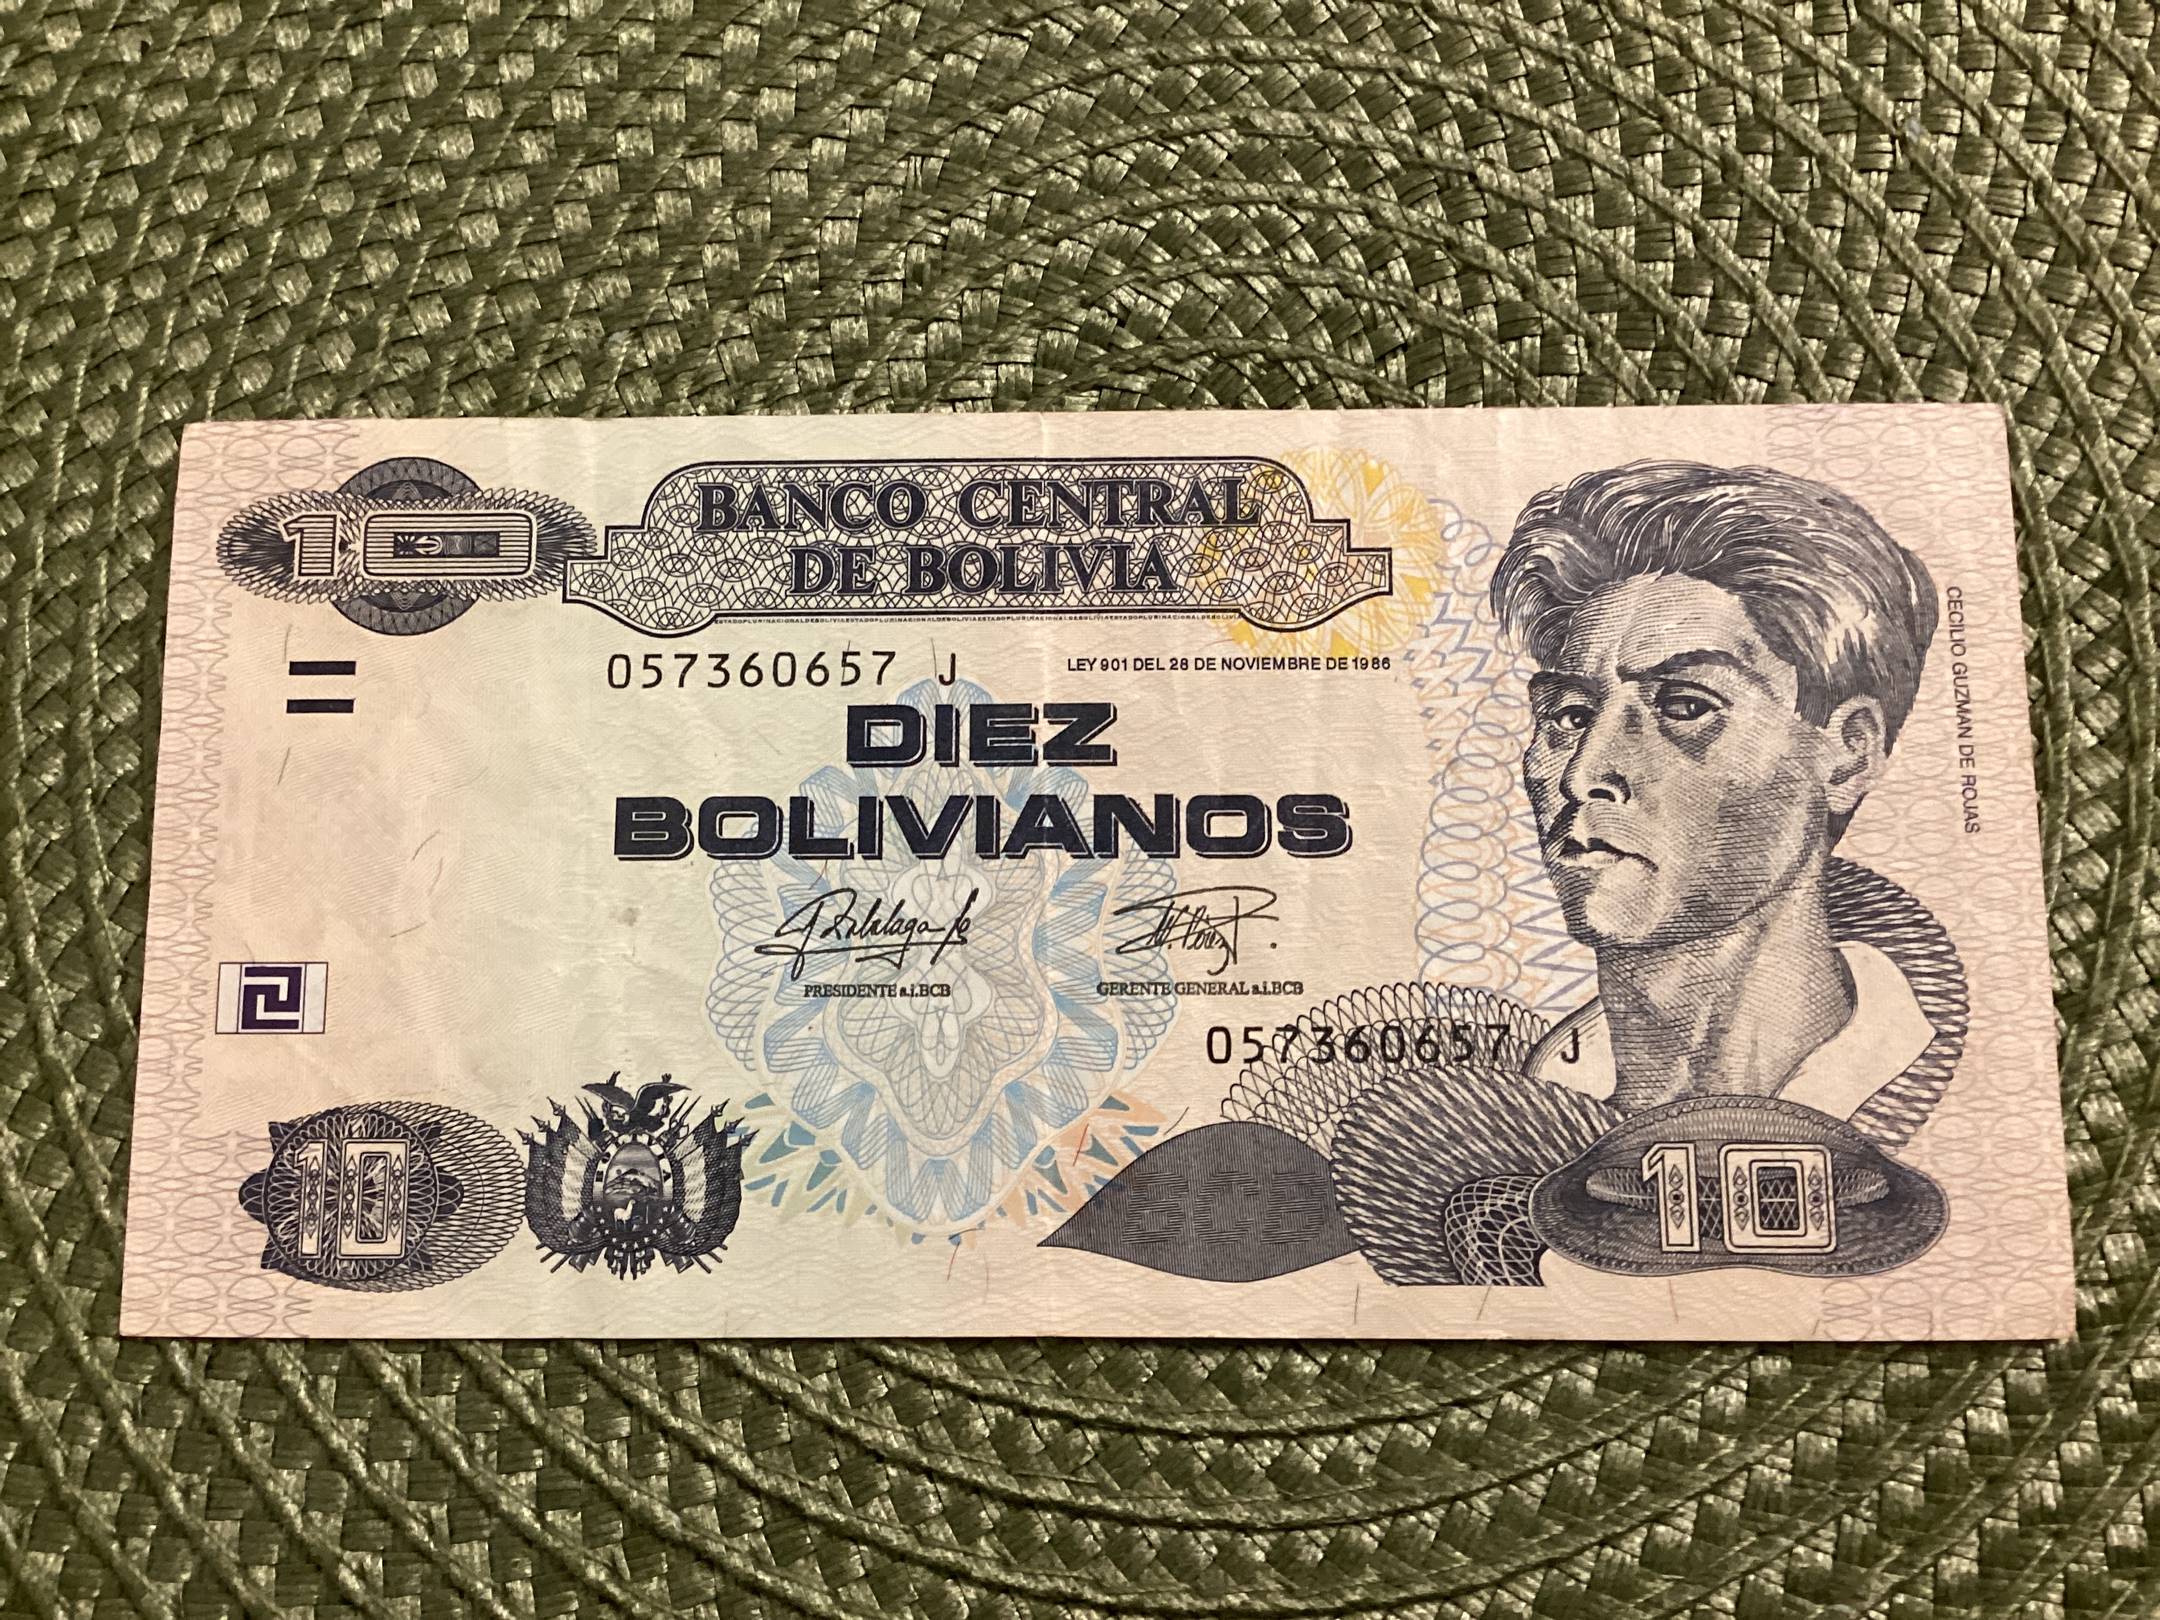 10
BANCO CENTRAL
DE BOLIVIA
057360657 J
LEY 901 DEL 28 DE NOVIEMBRE DE 1986
DIEZ
BOLIVIANOS
PRESIDENTE a.i.BCB
GERENTE GENERAL a.i.BCB
057360657 J
CECILIO GUZMAN DE ROJAS
10
BCB
10